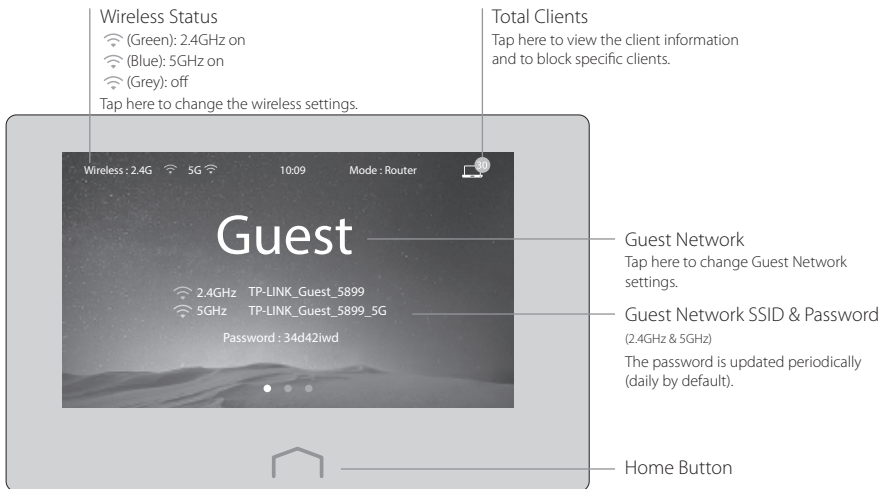 Wireless Status
(Green): 2.4GHz on
(Blue): 5GHz on
(Grey): off
Tap here to change the wireless settings.
Total Clients
Tap here to view the client information
and to block specific clients.
Wireless : 2.4G 5G 10:09 Mode : Router 30
Guest
2.4GHz TP-LINK_Guest_5899
5GHz TP-LINK_Guest_5899_5G
Password : 34d42iwd
Guest Network
Tap here to change Guest Network
settings.
Guest Network SSID & Password
(2.4GHz & 5GHz)
The password is updated periodically
(daily by default).
Home Button